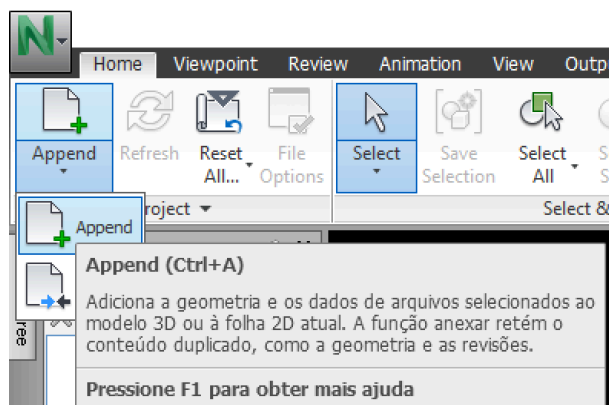 Home Viewpoint Review Animation View
Append Refresh Reset All... File Options Select Save Selection Select All
Select &
Append
Append (Ctrl+A)
Adiciona a geometria e os dados de arquivos selecionados ao
modelo 3D ou à folha 2D atual. A função anexar retém o
conteúdo duplicado, como a geometria e as revisões.
Pressione F1 para obter mais ajuda